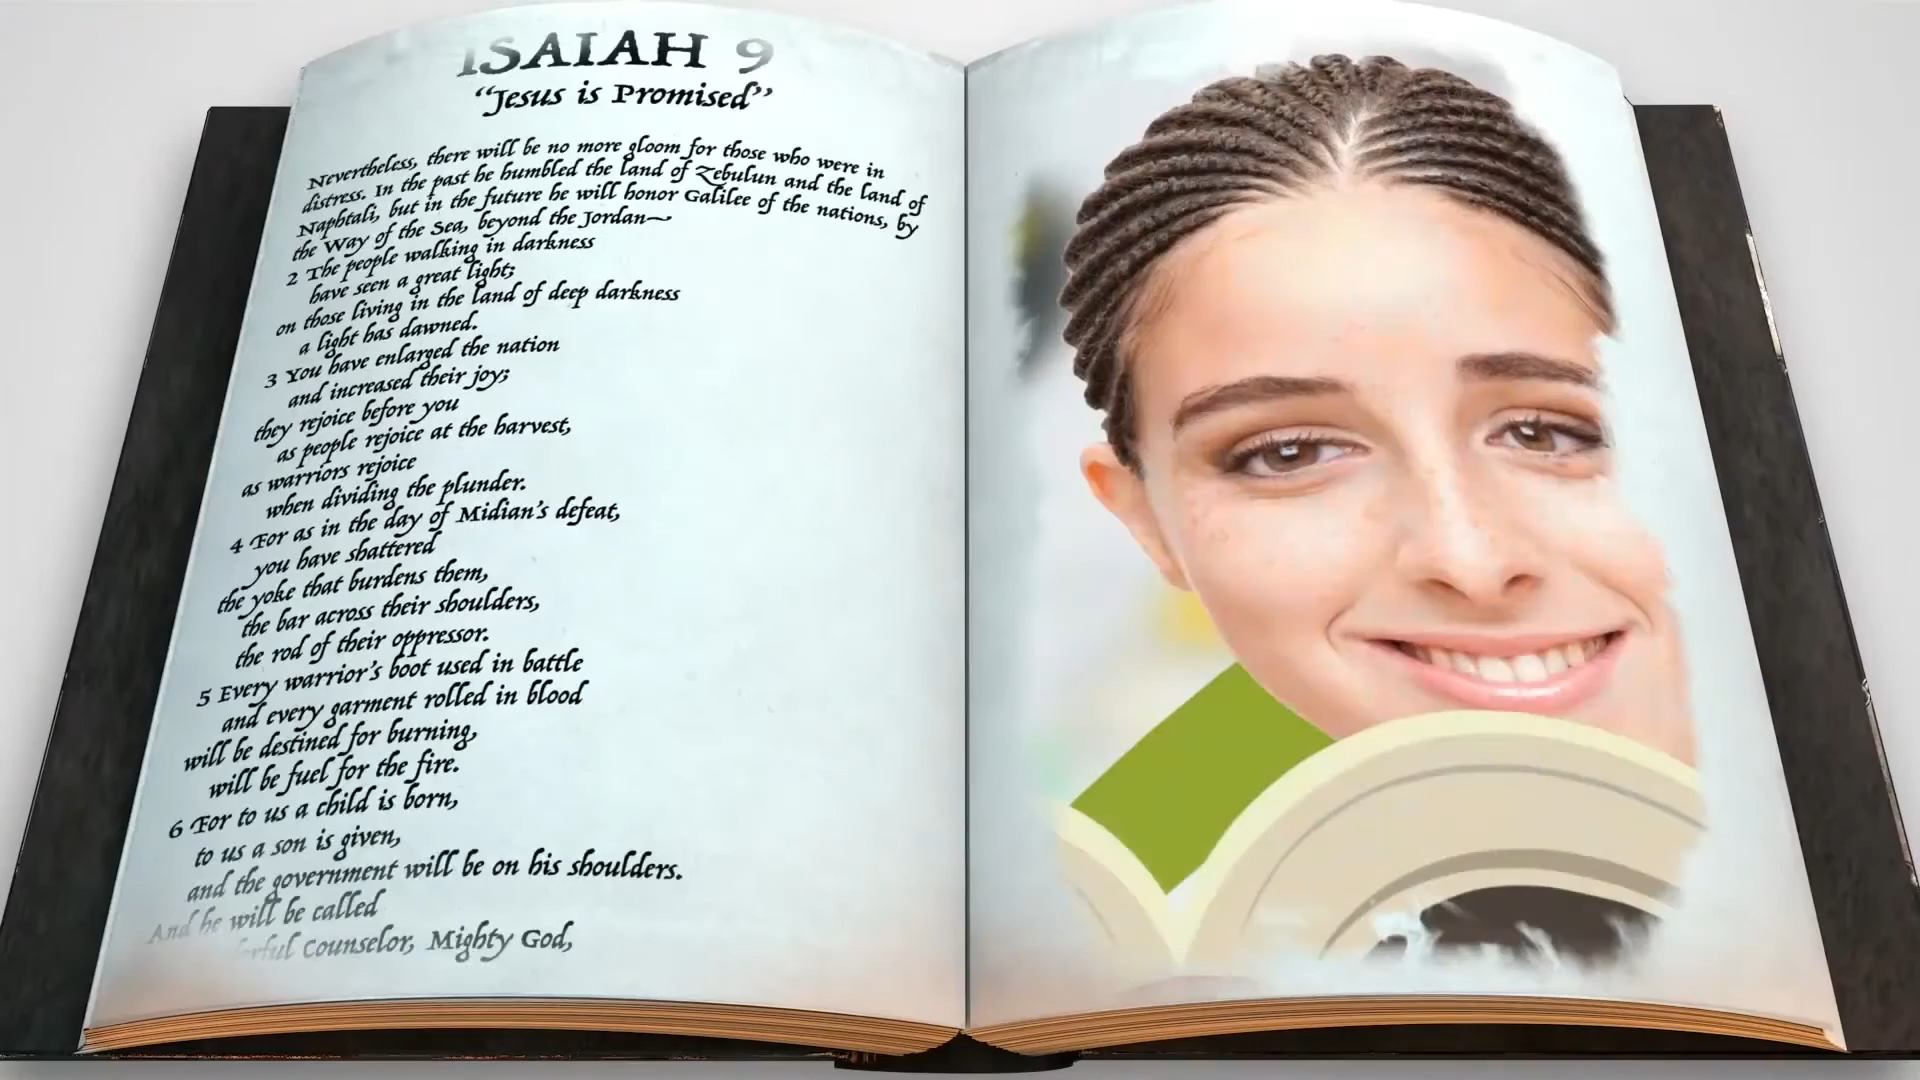 ISAIAH 9
“Jesus is Promised”
Nevertheless, there will be no more gloom for those who were in
distress. In the past he humbled the land of Zebulun and the land of
Naphtali, but in the future he will honor Galilee of the nations, by
the Way of the Sea, beyond the Jordan—
2 The people walking in darkness
have seen a great light;
on those living in the land of deep darkness
a light has dawned.
3 You have enlarged the nation
and increased their joy;
they rejoice before you
as people rejoice at the harvest,
as warriors rejoice
when dividing the plunder.
4 For as in the day of Midian’s defeat,
you have shattered
the yoke that burdens them,
the bar across their shoulders,
the rod of their oppressor.
5 Every warrior’s boot used in battle
and every garment rolled in blood
will be destined for burning,
will be fuel for the fire.
6 For to us a child is born,
to us a son is given,
and the government will be on his shoulders.
And he will be called
Counselor, Mighty God,